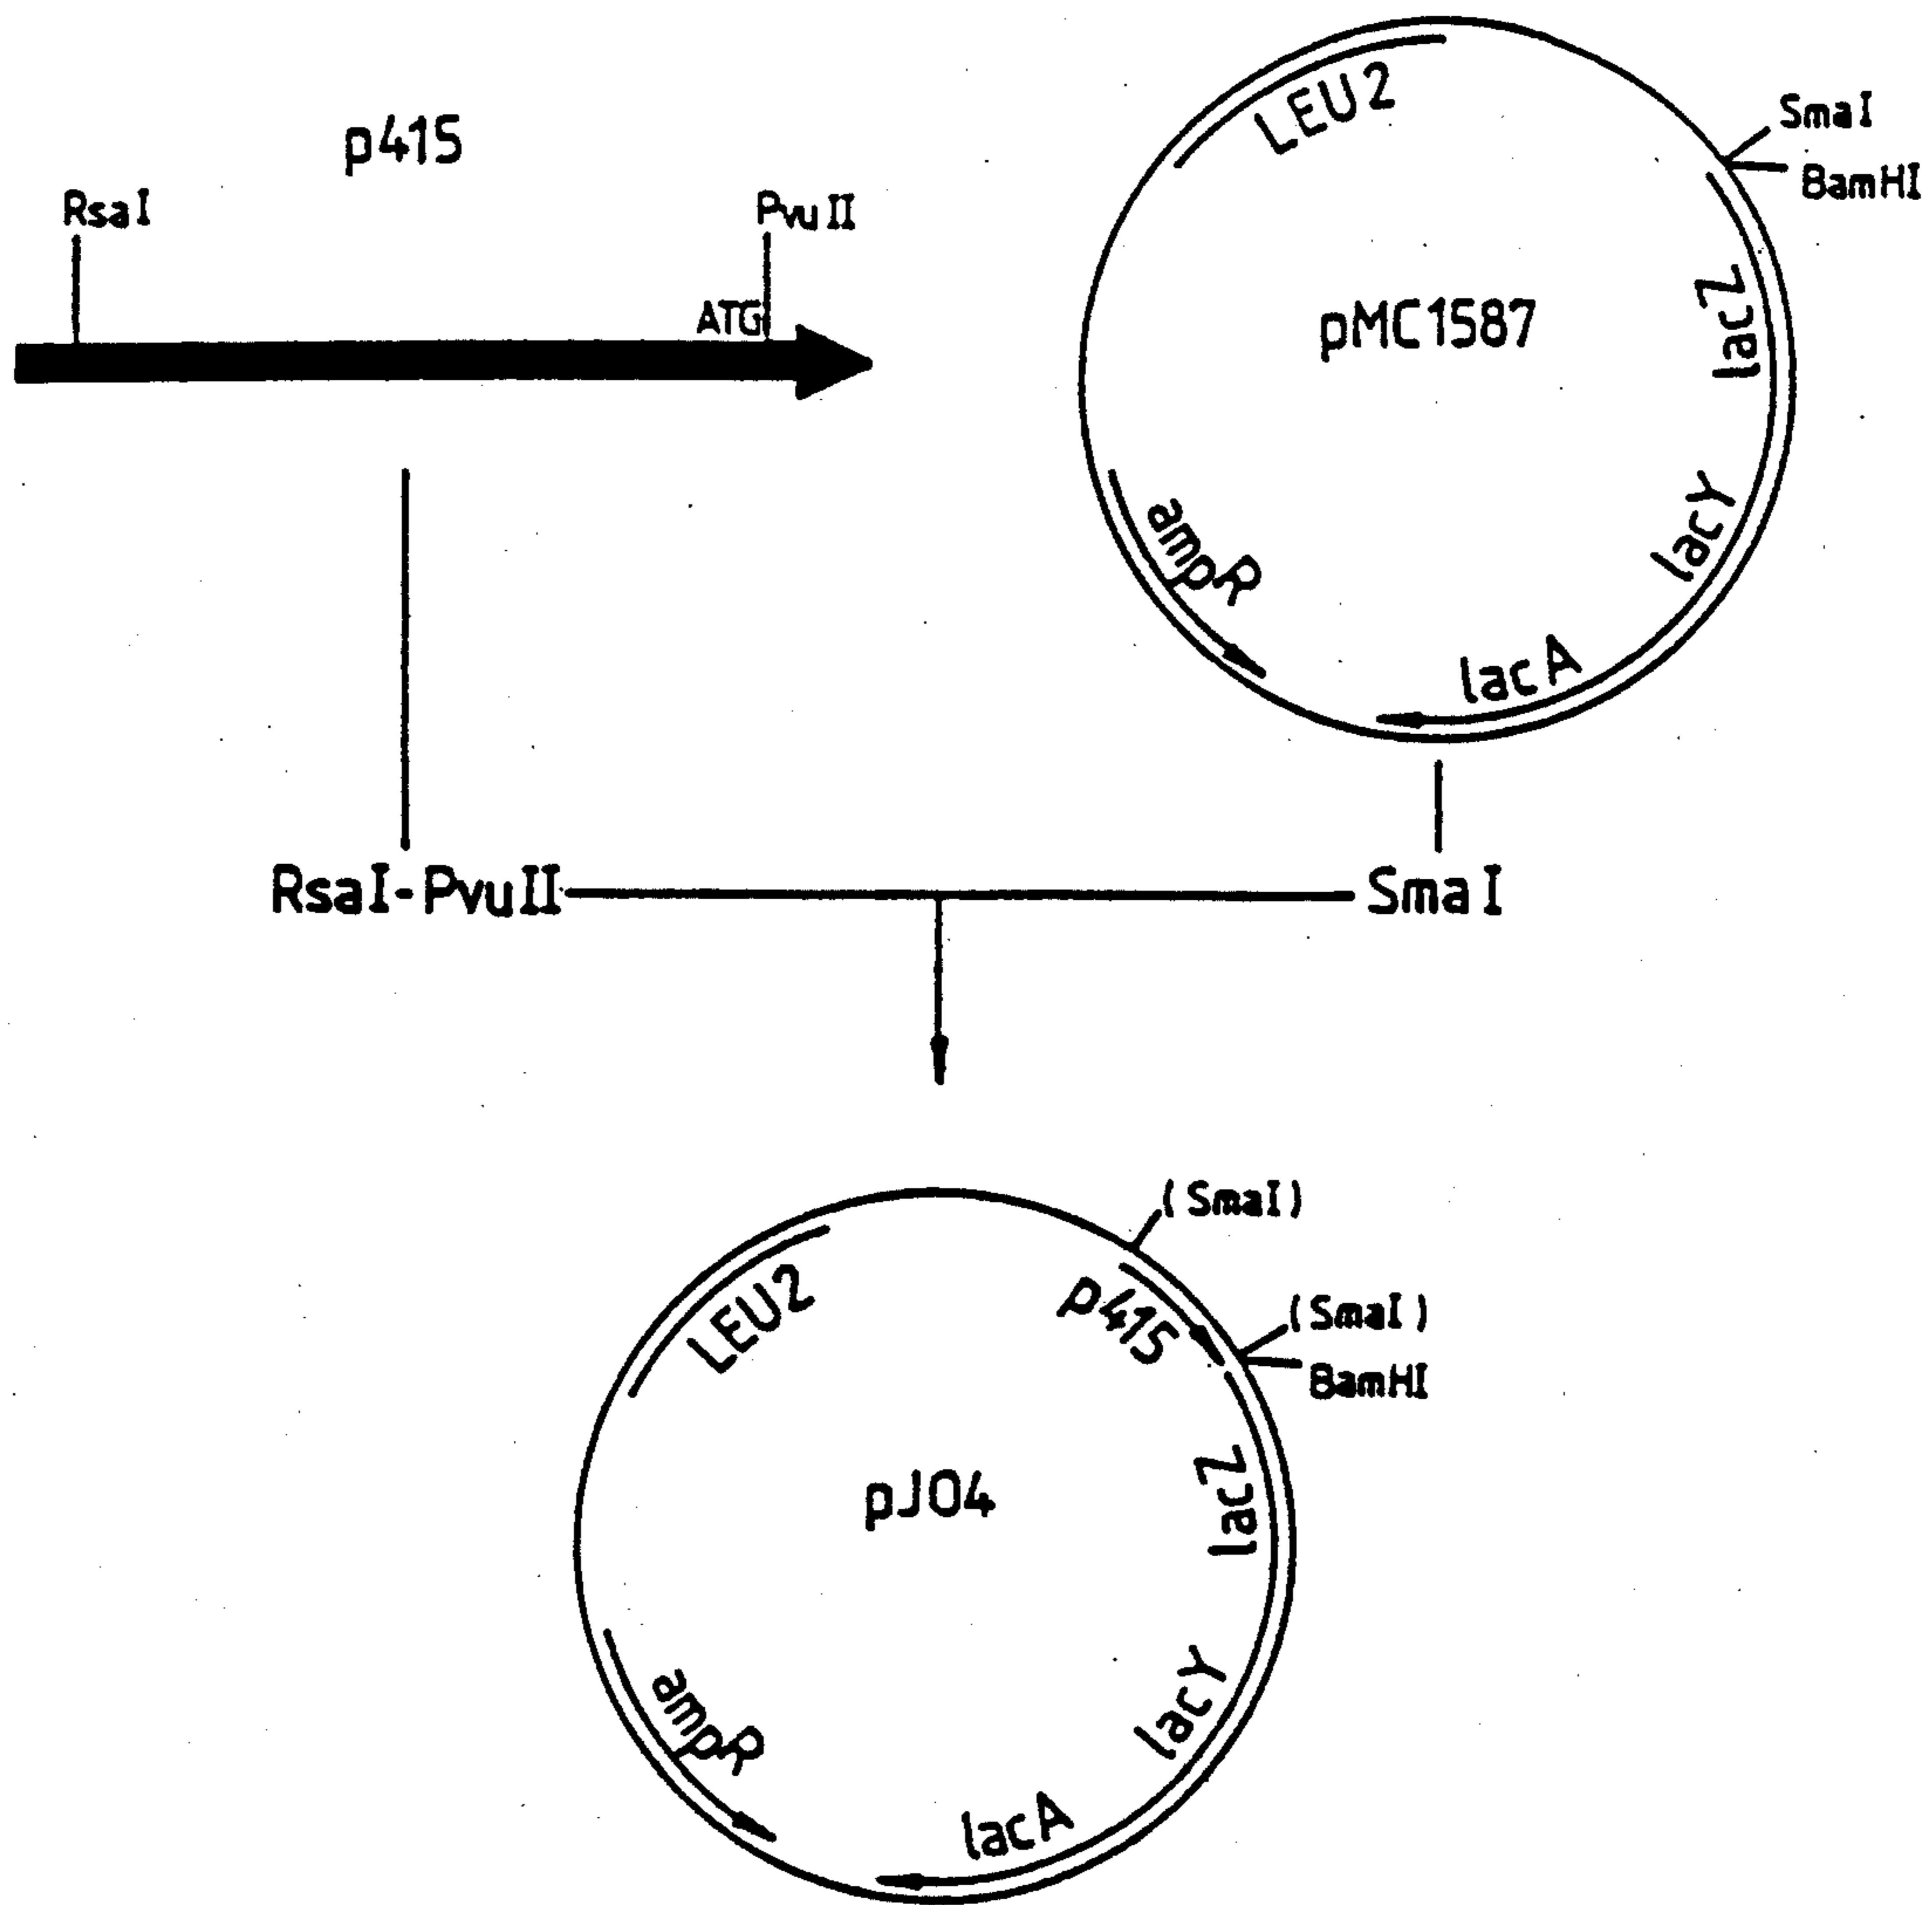 p415
RsaI
PvuII
ATG
LEU2
SmaI
BamHI
pMC1587
lacZ
lacY
lacA
ampR
RsaI-PvuII
SmaI
(SmaI)
p415
(SmaI)
BamHI
LEU2
pJO4
lacZ
lacY
lacA
ampR